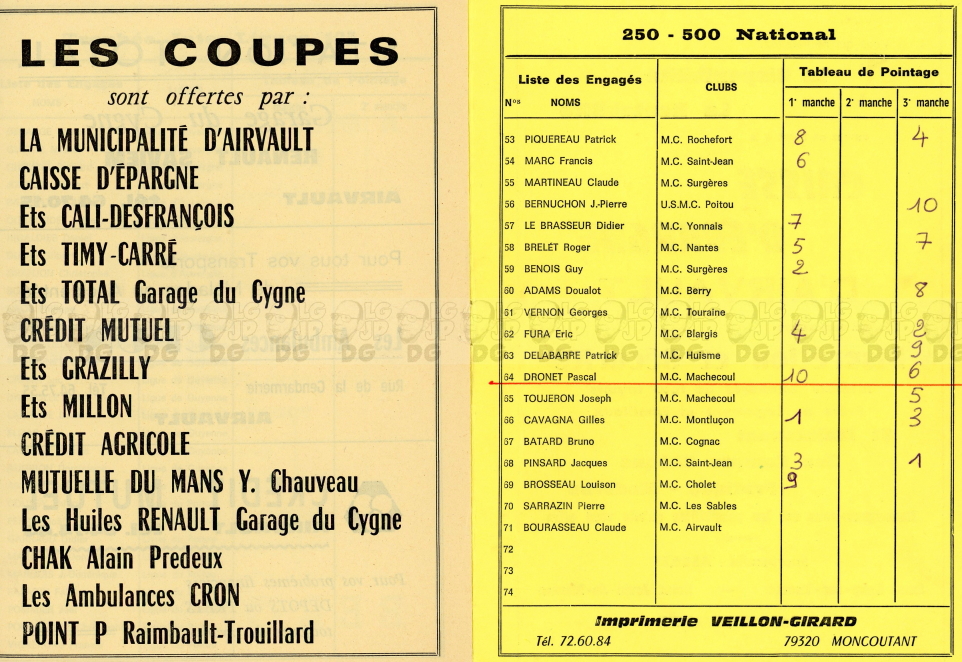 LES COUPES
sont offertes par :
LA MUNICIPALITÉ D'AIRVAULT
CAISSE D'ÉPARGNE
Ets CALI-DESFRANÇOIS
Ets TIMY-CARRÉ
Ets TOTAL Garage du Cygne
CRÉDIT MUTUEL
Ets GRAZILLY
Ets MILLON
CRÉDIT AGRICOLE
MUTUELLE DU MANS Y. Chauveau
Les Huiles RENAULT Garage du Cygne
CHAK Alain Predeux
Les Ambulances CRON
POINT P Raimbault-Trouillard
250 - 500 National
Liste des Engagés CLUBS Tableau de Pointage
Nos NOMS 1e manche 2e manche 3e manche
53 PIQUEREAU Patrick M.C. Rochefort 8 4
54 MARC Francis M.C. Saint-Jean 6
55 MARTINEAU Claude M.C. Surgères
56 BERNUCHON J.-Pierre U.S.M.C. Poitou 10
57 LE BRASSEUR Didier M.C. Yonnais 7
58 BRELET Roger M.C. Nantes 5 7
59 BENOIS Guy M.C. Surgères 2
60 ADAMS Doualot M.C. Berry 8
61 VERNON Georges M.C. Touraine
62 FURA Eric M.C. Blargis 4 2
63 DELABARRE Patrick M.C. Huisme 9
64 DRONET Pascal M.C. Machecoul 10 6
65 TOUJERON Joseph M.C. Machecoul 5
66 CAVAGNA Gilles M.C. Montluçon 1 3
67 BATARD Bruno M.C. Cognac
68 PINSARD Jacques M.C. Saint-Jean 3 1
69 BROSSEAU Louison M.C. Cholet 9
70 SARRAZIN Pierre M.C. Les Sables
71 BOURASSEAU Claude M.C. Airvault
72
73
74
Imprimerie VEILLON-GIRARD
Tél. 72.60.84 79320 MONCOUTANT